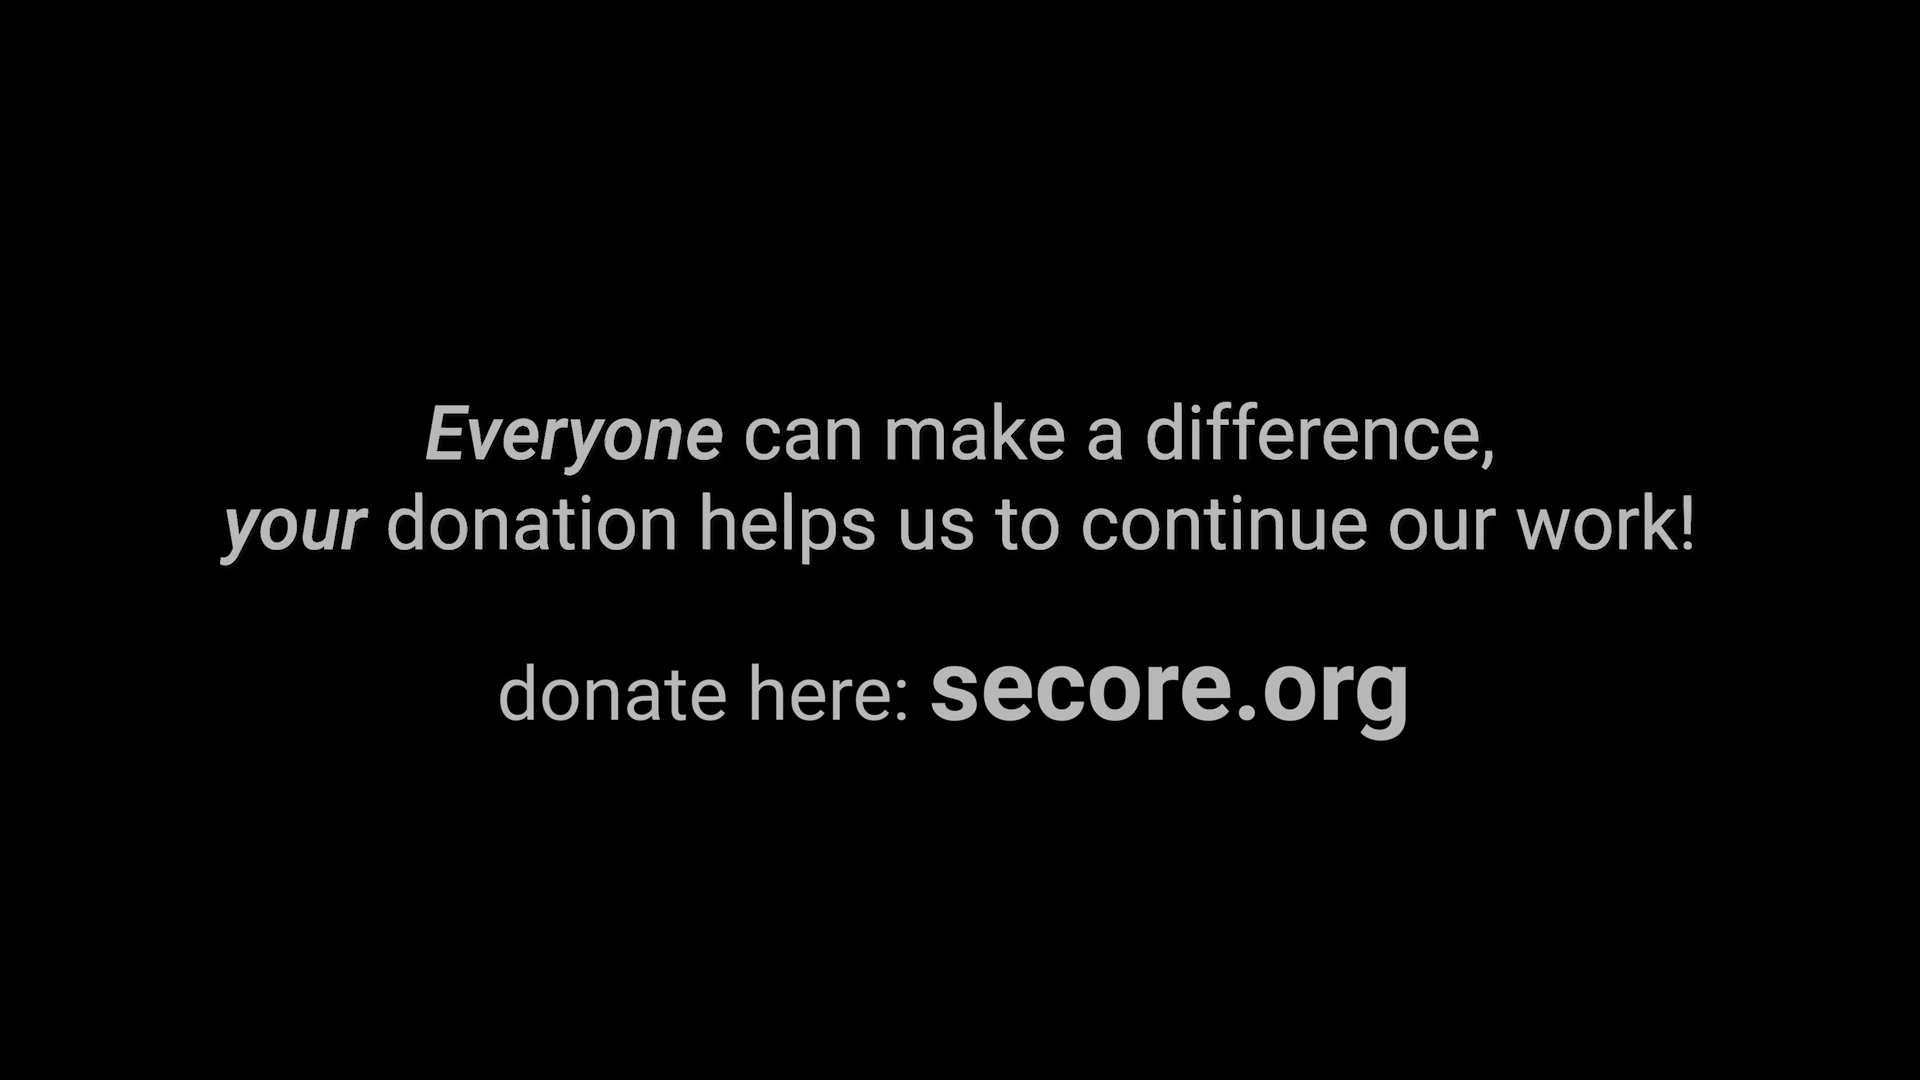 Everyone can make a difference,
your donation helps us to continue our work!
donate here: secore.org